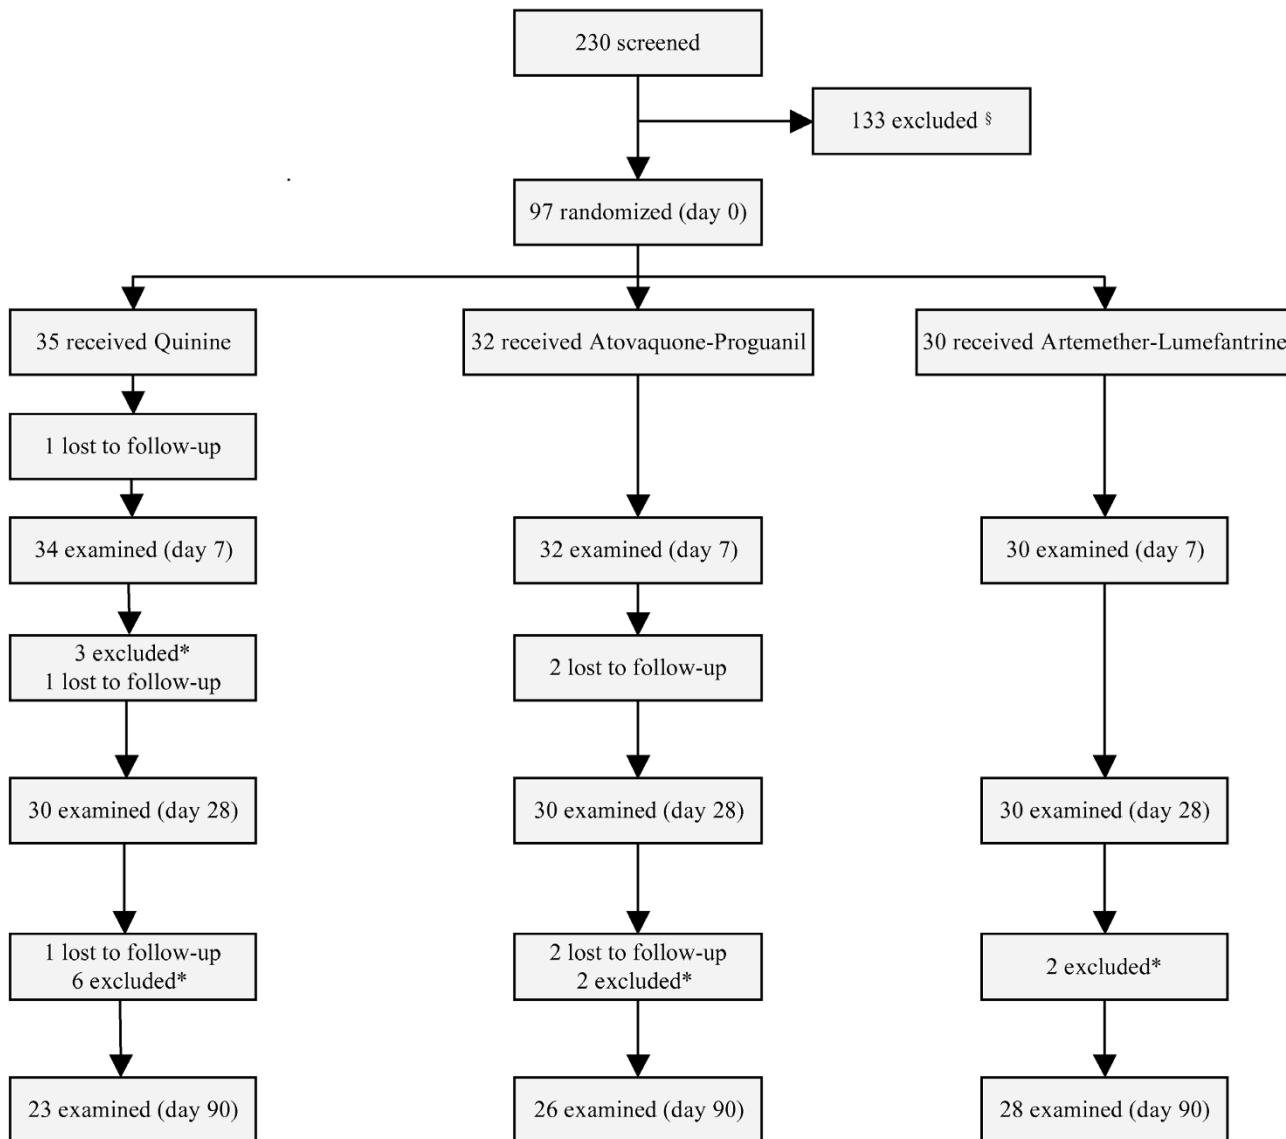 230 screened
133 excluded §
97 randomized (day 0)
35 received Quinine
32 received Atovaquone-Proguanil
30 received Artemether-Lumefantrine
1 lost to follow-up
34 examined (day 7)
32 examined (day 7)
30 examined (day 7)
3 excluded*
1 lost to follow-up
2 lost to follow-up
30 examined (day 28)
30 examined (day 28)
30 examined (day 28)
1 lost to follow-up
6 excluded*
2 lost to follow-up
2 excluded*
2 excluded*
23 examined (day 90)
26 examined (day 90)
28 examined (day 90)